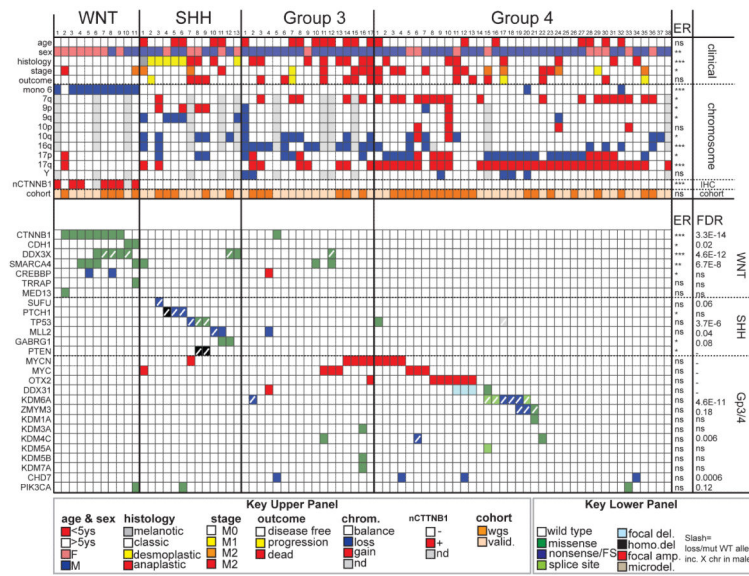 WNT SHH Group 3 Group 4 ER
1 2 3 4 5 6 7 8 9 10 11 1 2 3 4 5 6 7 8 9 10 11 12 13 1 2 3 4 5 6 7 8 9 10 11 12 13 14 15 16 17 1 2 3 4 5 6 7 8 9 10 11 12 13 14 15 16 17 18 19 20 21 22 23 24 25 26 27 28 29 30 31 32 33 34 35 36 37 38
age ns
sex **
histology ***
stage *
outcome ns
clinical
mono 6 ***
7q *
9p *
9q *
10p ns
10q *
16q ***
17p *
17q ***
Y ns
chromosome
nCTNNB1 *** IHC
cohort ns cohort
ER FDR
CTNNB1 *** 3.3E-14
CDH1 * 0.02
DDX3X *** 4.6E-12
SMARCA4 ** 6.7E-8
CREBBP * ns
TRRAP ns ns
MED13 ns ns
WNT
SUFU ns 0.06
PTCH1 * ns
TP53 ns 3.7E-6
MLL2 ns 0.04
GABRG1 * 0.08
PTEN * -
SHH
MYCN ns -
MYC ns -
OTX2 ns -
DDX31 ns -
KDM6A ns 4.6E-11
ZMYM3 ns 0.18
KDM1A ns ns
KDM3A ns ns
KDM4C ns 0.006
KDM5A ns ns
KDM5B ns ns
KDM7A ns ns
CHD7 ns 0.0006
PIK3CA ns 0.12
Gp3/4
Key Upper Panel
age & sex
<5ys
>5ys
F
M
histology
melanotic
classic
desmoplastic
anaplastic
stage
M0
M1
M2
M2
outcome
disease free
progression
dead
chrom.
balance
loss
gain
nd
nCTTNB1
-
+
nd
cohort
wgs
valid.
Key Lower Panel
wild type
missense
nonsense/FS
splice site
focal del.
homo.del
focal amp.
microdel.
Slash=
loss/mut WT alle
inc. X chr in male